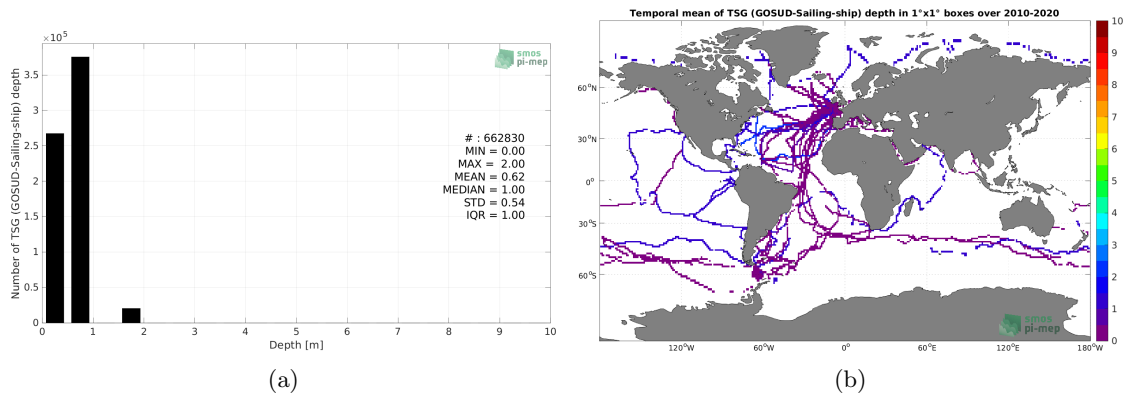 ×10⁵
smos
pi-mep
Number of TSG (GOSUD-Sailing-ship) depth
3.5
3
2.5
2
1.5
1
0.5
0
# : 662830
MIN = 0.00
MAX = 2.00
MEAN = 0.62
MEDIAN = 1.00
STD = 0.54
IQR = 1.00
0 1 2 3 4 5 6 7 8 9 10
Depth [m]
(a)
Temporal mean of TSG (GOSUD-Sailing-ship) depth in 1°x1° boxes over 2010-2020
60°N
30°N
0°
30°S
60°S
120°W 60°W 0° 60°E 120°E 180°W
smos
pi-mep
10
9
8
7
6
5
4
3
2
1
0
(b)